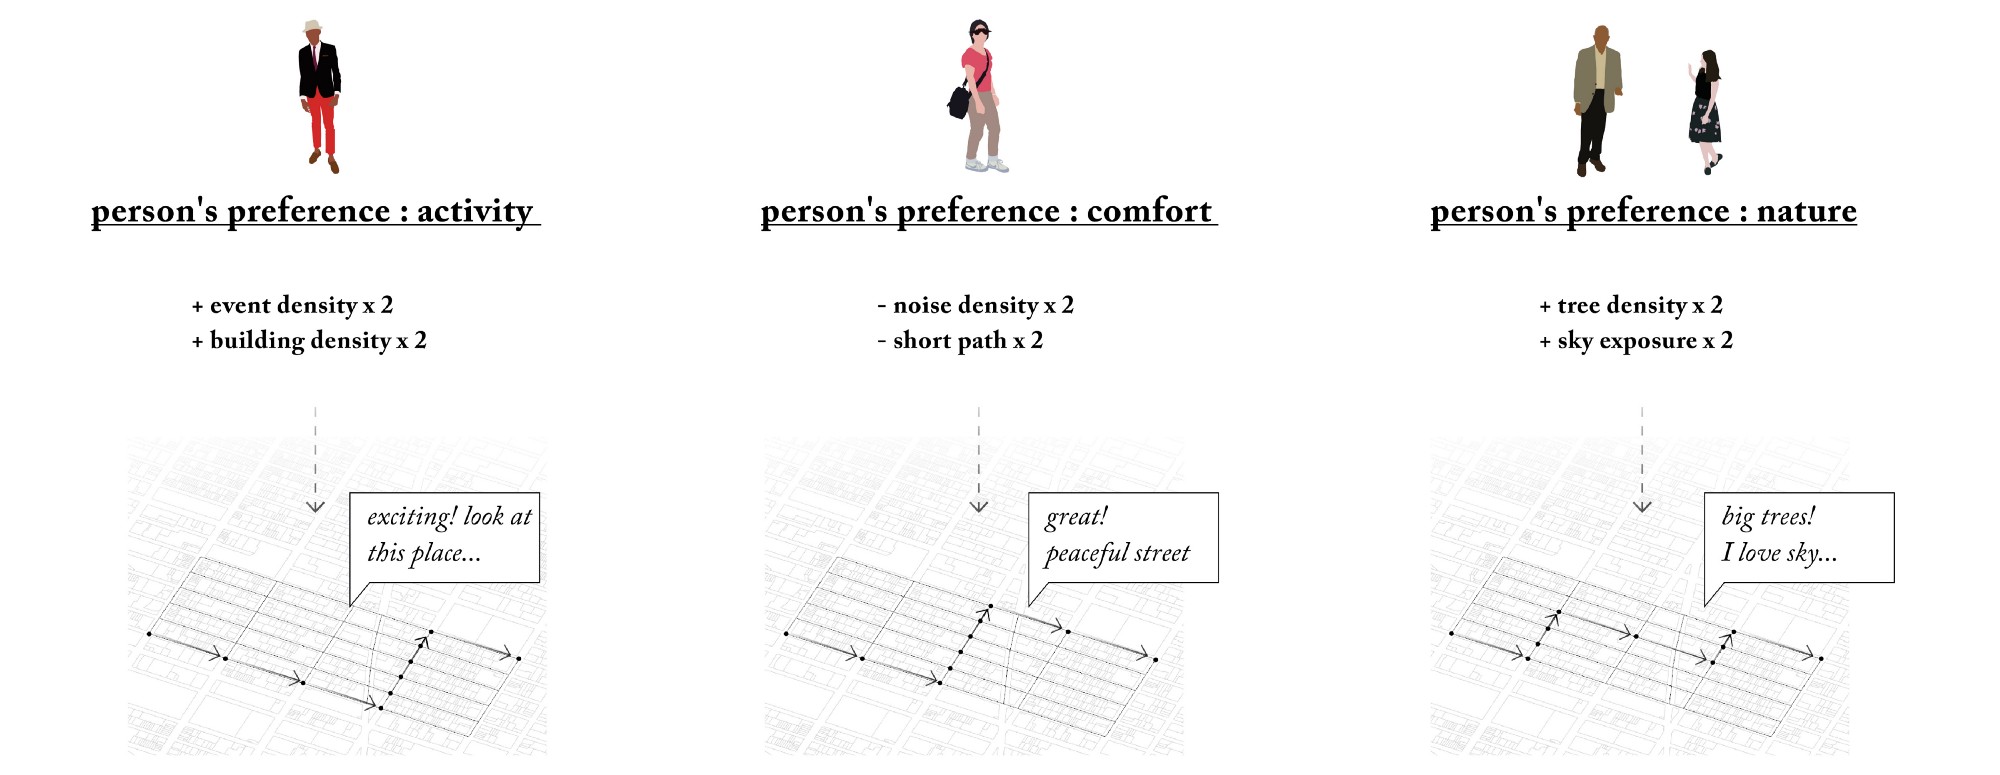 person's preference : activity
+ event density x 2
+ building density x 2
exciting! look at
this place...
person's preference : comfort
- noise density x 2
- short path x 2
great!
peaceful street
person's preference : nature
+ tree density x 2
+ sky exposure x 2
big trees!
I love sky...